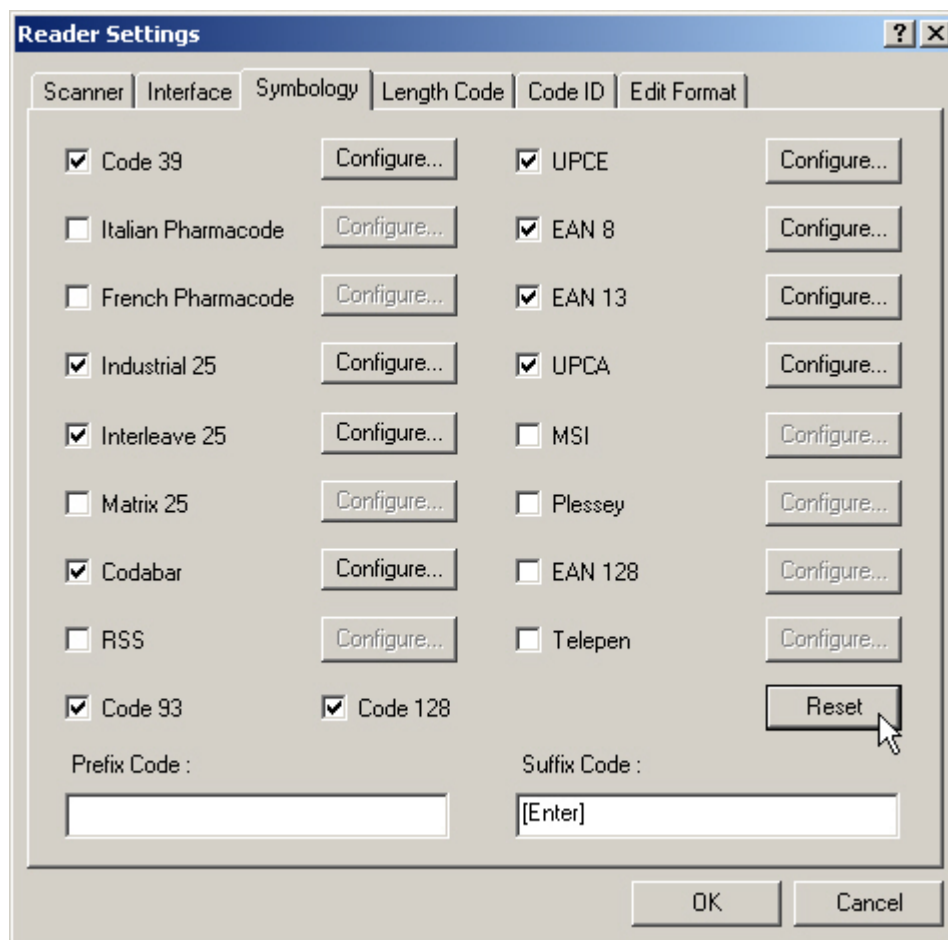 Reader Settings
Scanner Interface Symbology Length Code Code ID Edit Format
Code 39 Configure... UPCE Configure...
Italian Pharmacode Configure... EAN 8 Configure...
French Pharmacode Configure... EAN 13 Configure...
Industrial 25 Configure... UPCA Configure...
Interleave 25 Configure... MSI Configure...
Matrix 25 Configure... Plessey Configure...
Codabar Configure... EAN 128 Configure...
RSS Configure... Telepen Configure...
Code 93 Code 128 Reset
Prefix Code : Suffix Code :
[Enter]
OK Cancel